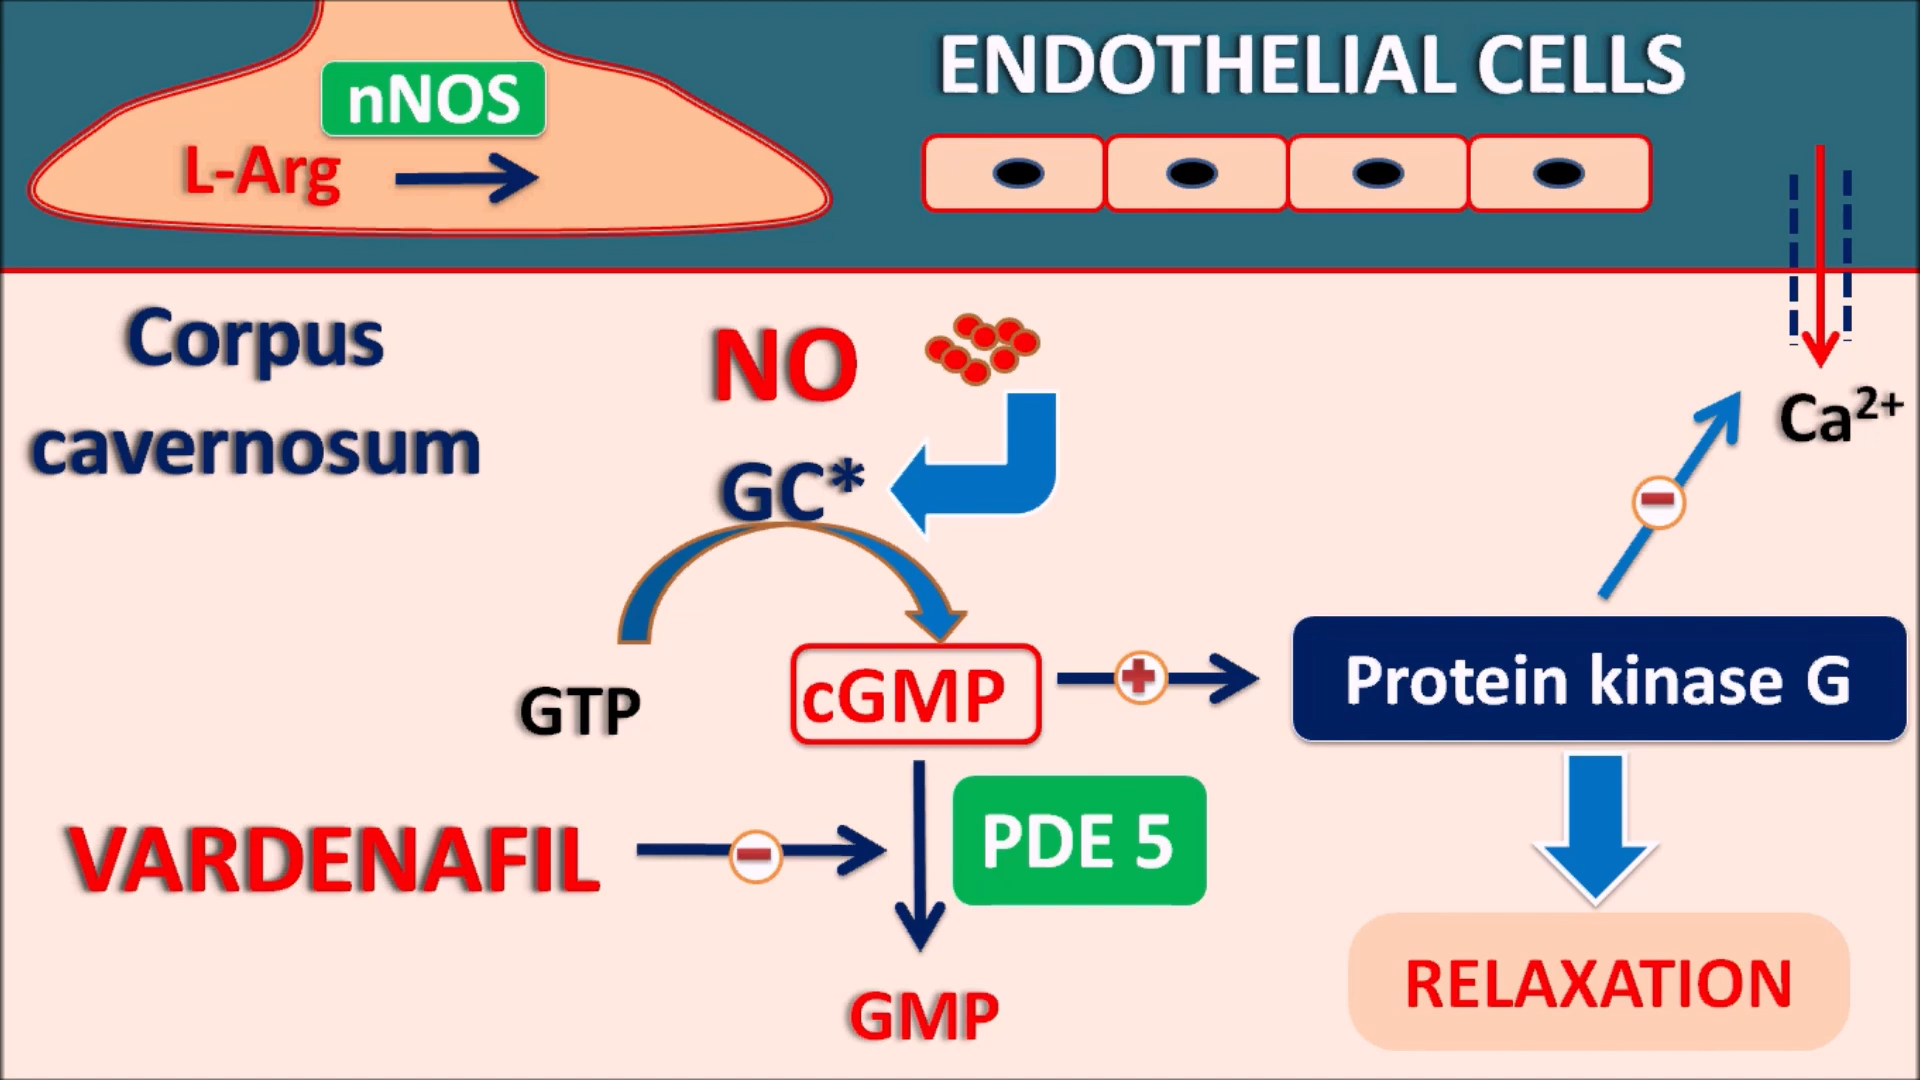 nNOS
L-Arg
ENDOTHELIAL CELLS
Corpus
cavernosum
NO
GC*
Ca²⁺
GTP
cGMP
Protein kinase G
VARDENAFIL
PDE 5
GMP
RELAXATION